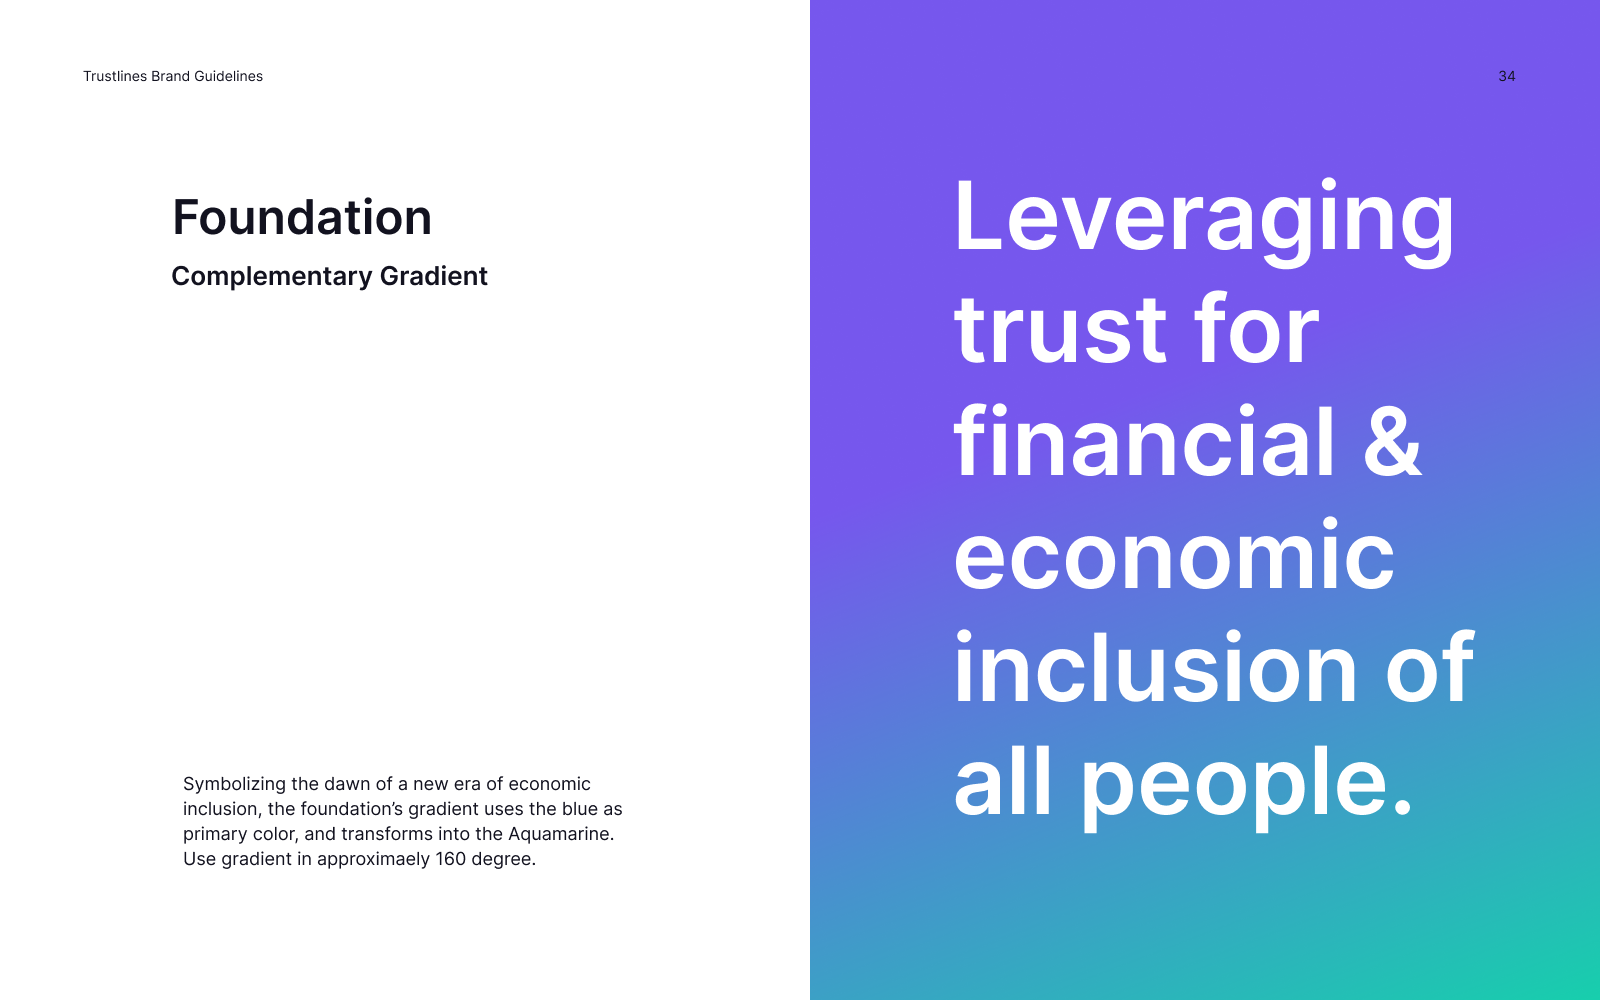 Trustlines Brand Guidelines
34
Foundation
Complementary Gradient
Symbolizing the dawn of a new era of economic
inclusion, the foundation’s gradient uses the blue as
primary color, and transforms into the Aquamarine.
Use gradient in approximaely 160 degree.
Leveraging
trust for
financial &
economic
inclusion of
all people.